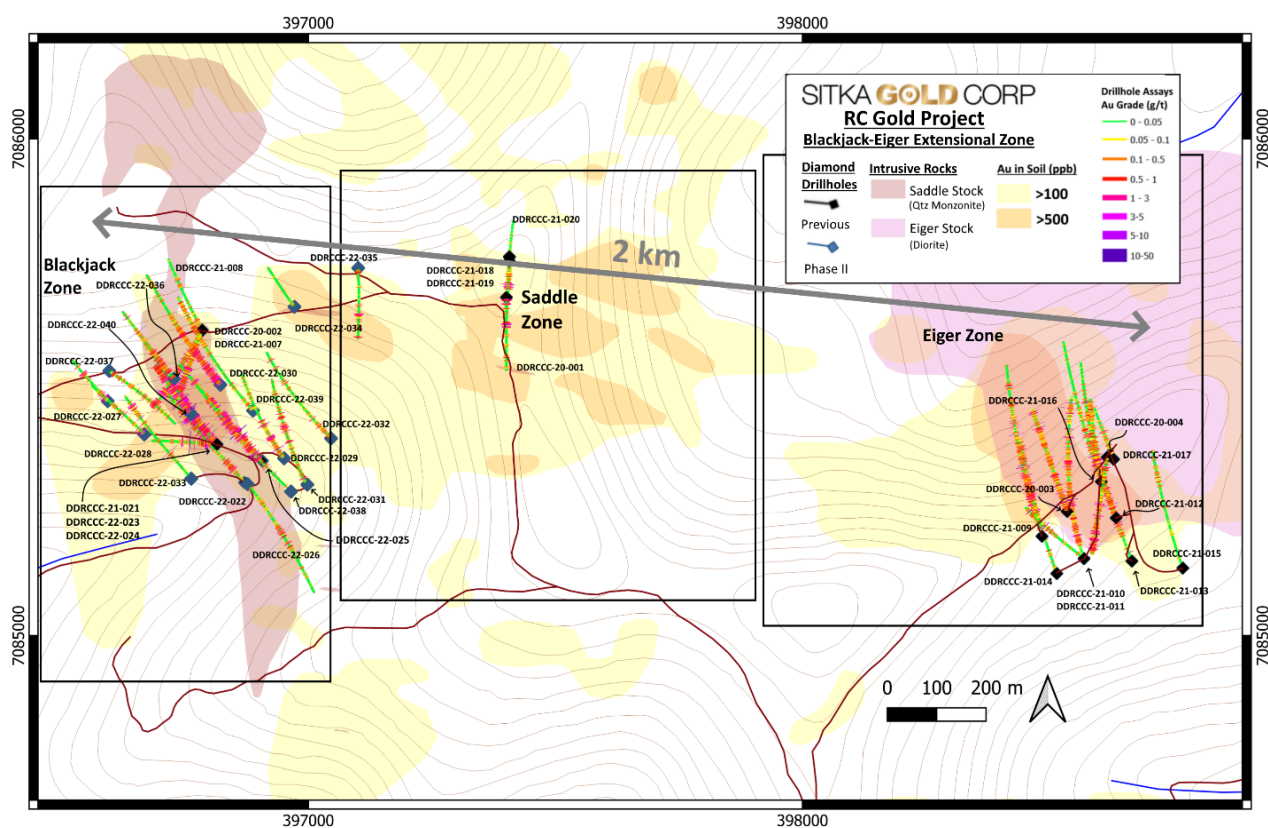 397000
398000
7086000
7085000
7086000
7085000
397000
398000
SITKA GOLD CORP
RC Gold Project
Blackjack-Eiger Extensional Zone
Diamond
Drillholes
Previous
Phase II
Intrusive Rocks
Saddle Stock
(Qtz Monzonite)
Eiger Stock
(Diorite)
Au in Soil (ppb)
>100
>500
Drillhole Assays
Au Grade (g/t)
0 - 0.05
0.05 - 0.1
0.1 - 0.5
0.5 - 1
1 - 3
3-5
5-10
10-50
2 km
Blackjack
Zone
DDRCCC-21-008
DDRCCC-22-036
DDRCCC-22-040
DDRCCC-22-037
DDRCCC-22-027
DDRCCC-22-028
DDRCCC-22-033
DDRCCC-21-021
DDRCCC-22-023
DDRCCC-22-024
DDRCCC-22-022
DDRCCC-22-026
DDRCCC-22-025
DDRCCC-22-038
DDRCCC-22-031
DDRCCC-22-029
DDRCCC-22-032
DDRCCC-22-039
DDRCCC-22-030
DDRCCC-20-002
DDRCCC-21-007
DDRCCC-22-034
DDRCCC-22-035
DDRCCC-21-020
DDRCCC-21-018
DDRCCC-21-019
Saddle
Zone
DDRCCC-20-001
Eiger Zone
DDRCCC-21-016
DDRCCC-20-004
DDRCCC-21-017
DDRCCC-20-003
DDRCCC-21-012
DDRCCC-21-009
DDRCCC-21-015
DDRCCC-21-014
DDRCCC-21-010
DDRCCC-21-011
DDRCCC-21-013
0 100 200 m